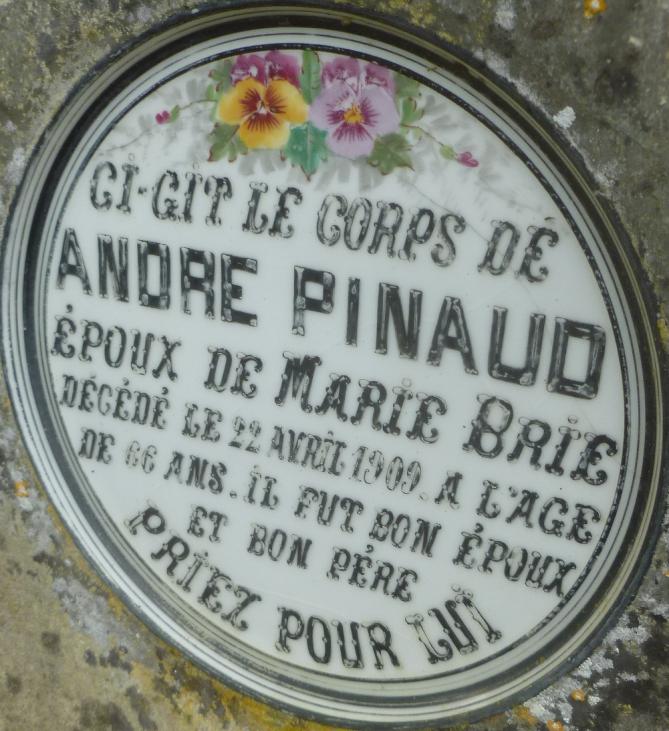 CI-GIT LE CORPS DE
ANDRE PINAUD
ÉPOUX DE MARIE BRIE
DÉCÉDÉ LE 22 AVRIL 1909. A L'AGE
DE 66 ANS. IL FUT BON ÉPOUX
ET BON PÉRE
PRIEZ POUR LUI